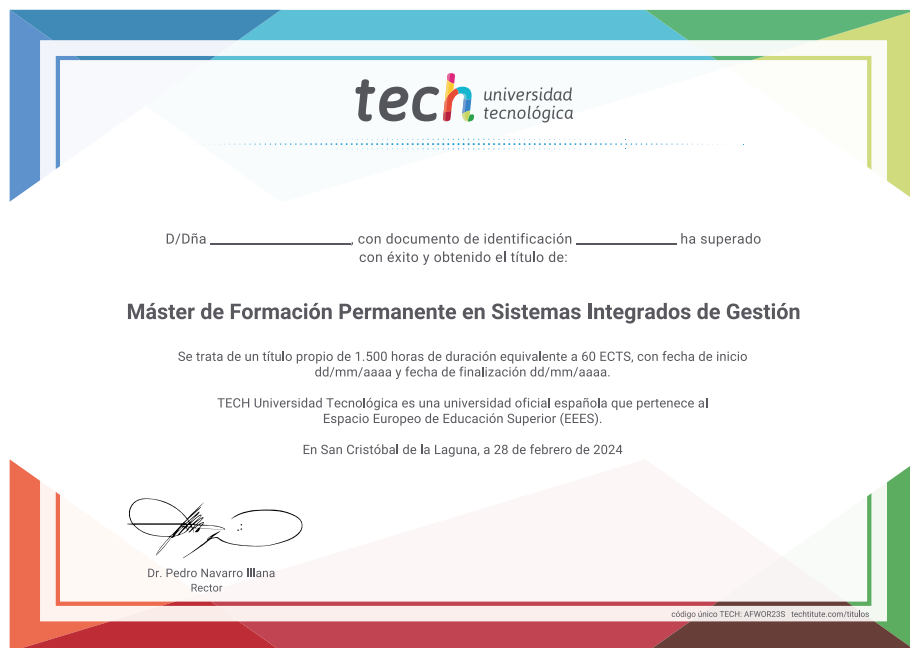 tech universidad
tecnológica
D/Dña ______________, con documento de identificación __________ ha superado
con éxito y obtenido el título de:
Máster de Formación Permanente en Sistemas Integrados de Gestión
Se trata de un título propio de 1.500 horas de duración equivalente a 60 ECTS, con fecha de inicio
dd/mm/aaaa y fecha de finalización dd/mm/aaaa.
TECH Universidad Tecnológica es una universidad oficial española que pertenece al
Espacio Europeo de Educación Superior (EEES).
En San Cristóbal de la Laguna, a 28 de febrero de 2024
Dr. Pedro Navarro Illana
Rector
código único TECH: AFWOR23S techtitute.com/titulos